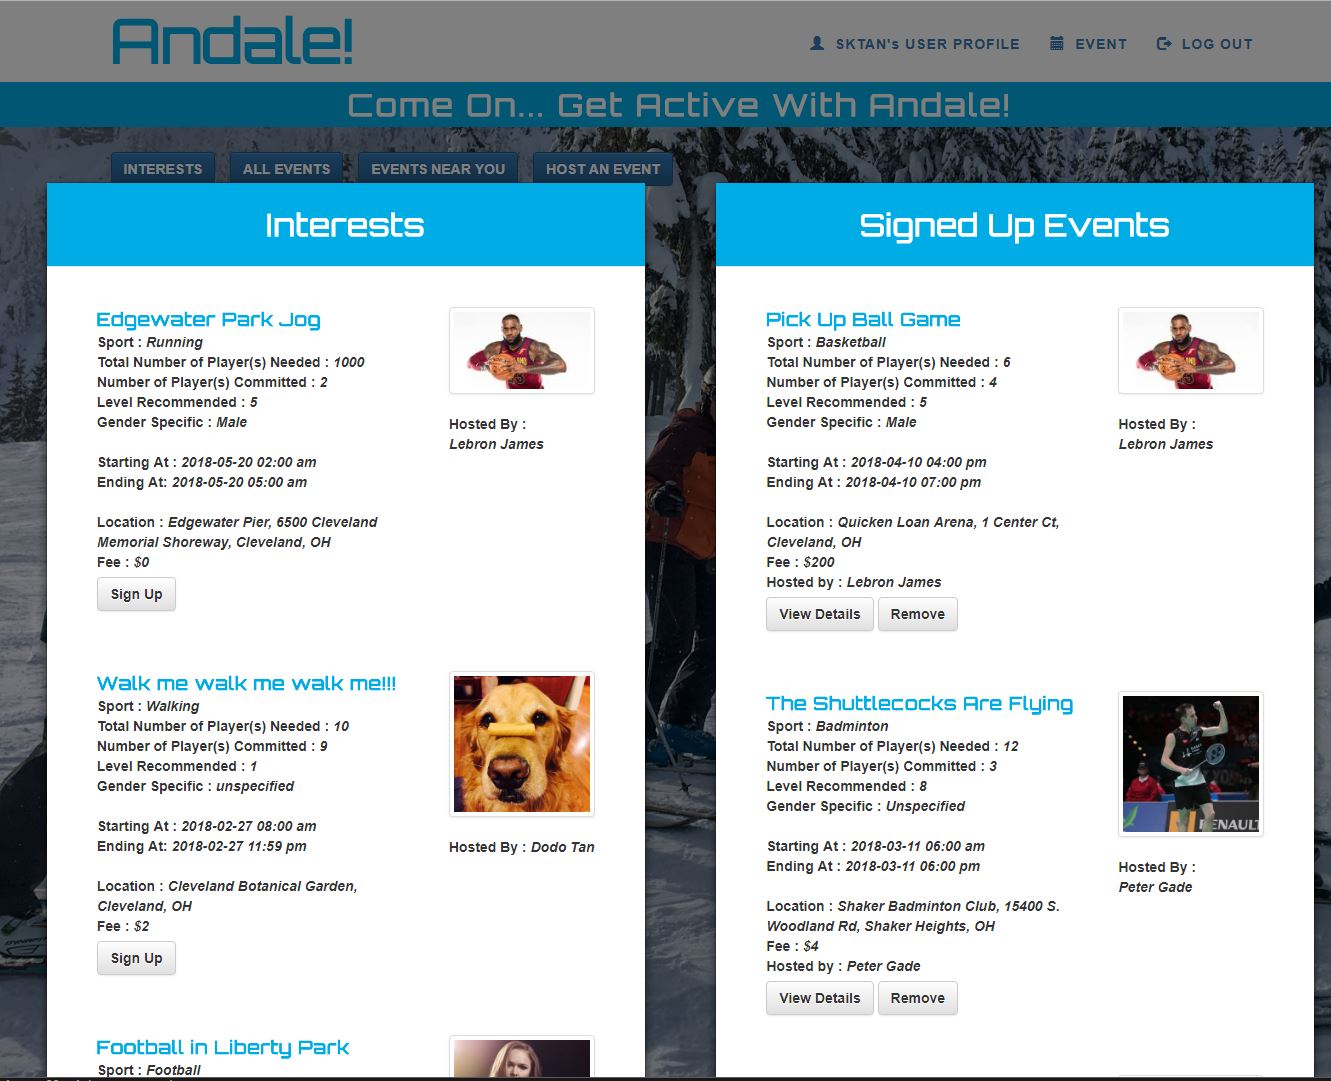 Andale!
SKTAN's USER PROFILE
EVENT
LOG OUT
Come On... Get Active With Andale!
INTERESTS
ALL EVENTS
EVENTS NEAR YOU
HOST AN EVENT
Interests
Edgewater Park Jog
Sport : Running
Total Number of Player(s) Needed : 1000
Number of Player(s) Committed : 2
Level Recommended : 5
Gender Specific : Male
Starting At : 2018-05-20 02:00 am
Ending At: 2018-05-20 05:00 am
Location : Edgewater Pier, 6500 Cleveland
Memorial Shoreway, Cleveland, OH
Fee : $0
Sign Up
Hosted By :
Lebron James
Walk me walk me walk me!!!
Sport : Walking
Total Number of Player(s) Needed : 10
Number of Player(s) Committed : 9
Level Recommended : 1
Gender Specific : unspecified
Starting At : 2018-02-27 08:00 am
Ending At: 2018-02-27 11:59 pm
Location : Cleveland Botanical Garden,
Cleveland, OH
Fee : $2
Sign Up
Hosted By : Dodo Tan
Football in Liberty Park
Sport : Football
Signed Up Events
Pick Up Ball Game
Sport : Basketball
Total Number of Player(s) Needed : 6
Number of Player(s) Committed : 4
Level Recommended : 5
Gender Specific : Male
Starting At : 2018-04-10 04:00 pm
Ending At : 2018-04-10 07:00 pm
Location : Quicken Loan Arena, 1 Center Ct,
Cleveland, OH
Fee : $200
Hosted by : Lebron James
View Details
Remove
Hosted By :
Lebron James
The Shuttlecocks Are Flying
Sport : Badminton
Total Number of Player(s) Needed : 12
Number of Player(s) Committed : 3
Level Recommended : 8
Gender Specific : Unspecified
Starting At : 2018-03-11 06:00 am
Ending At : 2018-03-11 06:00 pm
Location : Shaker Badminton Club, 15400 S.
Woodland Rd, Shaker Heights, OH
Fee : $4
Hosted by : Peter Gade
View Details
Remove
RENAULT
Hosted By :
Peter Gade